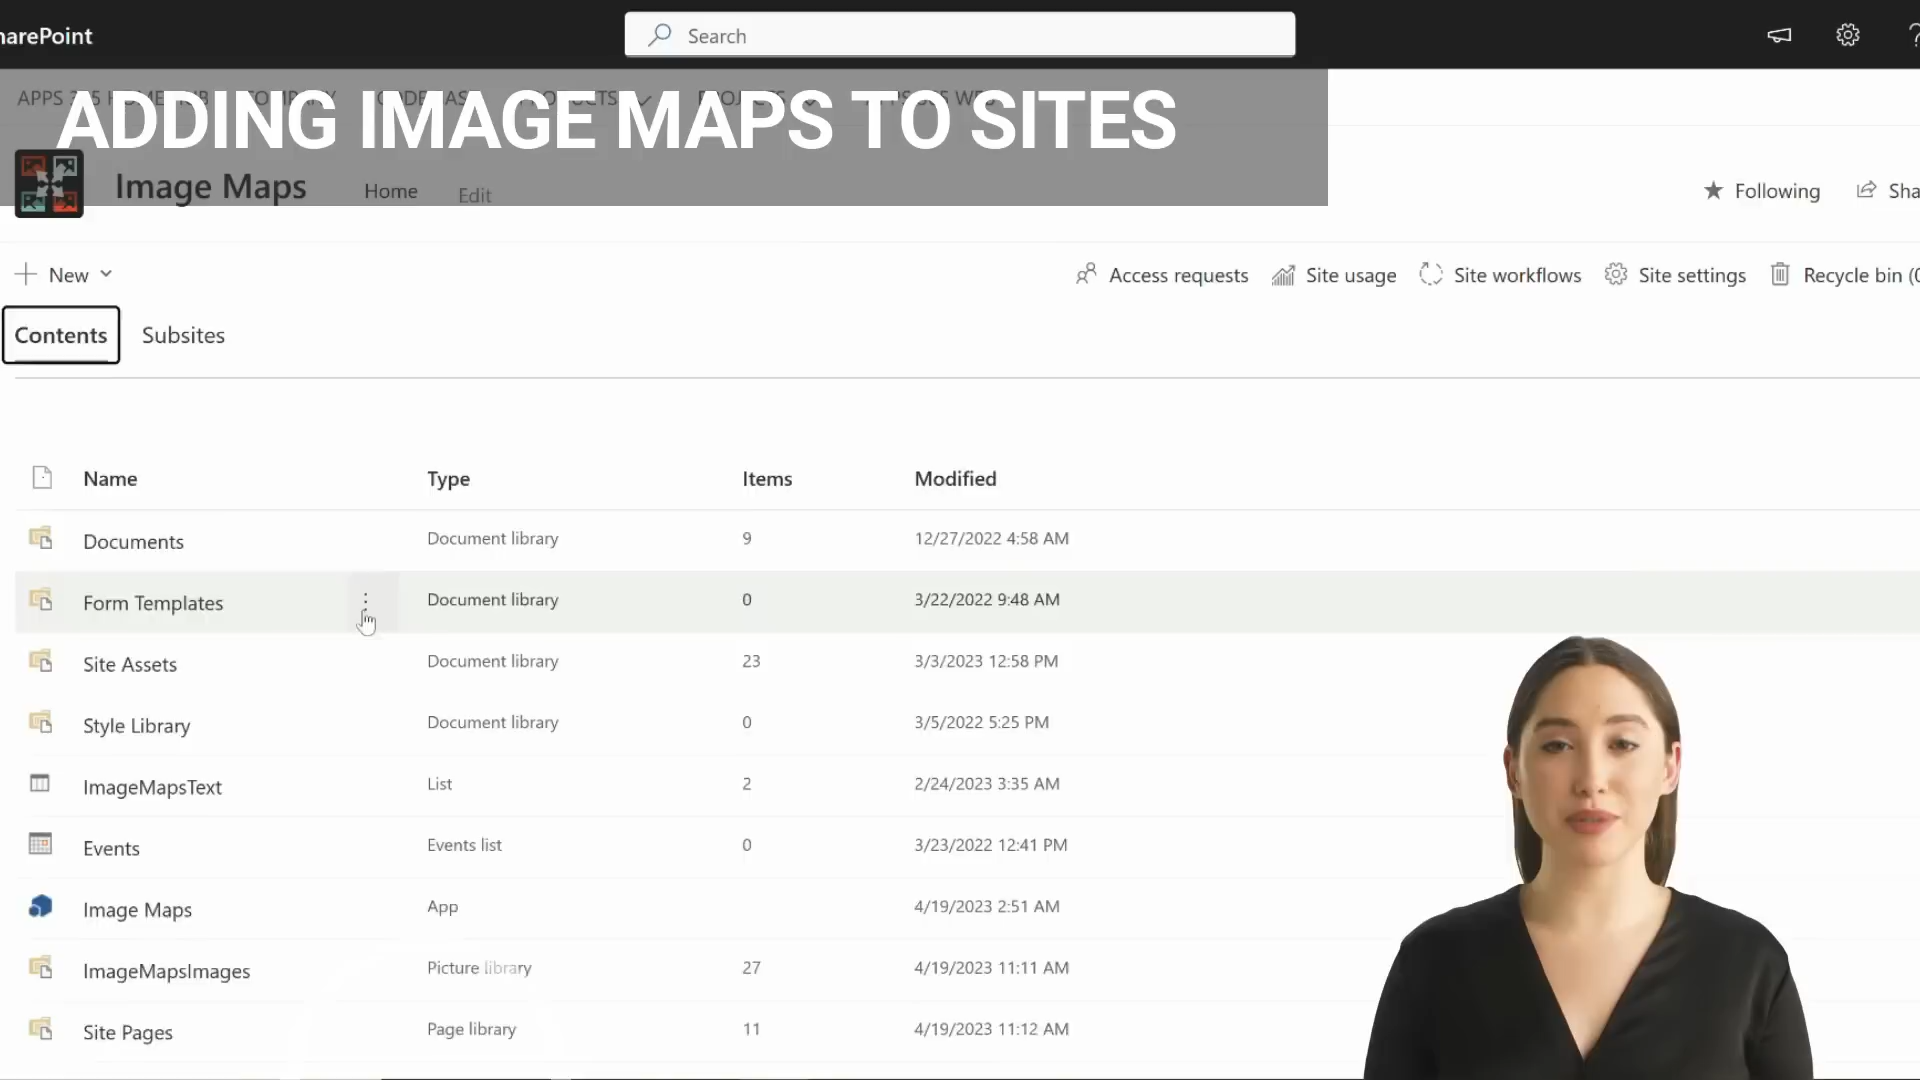 harePoint
Search
ADDING IMAGE MAPS TO SITES
Image Maps
Home
Edit
Following
Sha
New
Access requests
Site usage
Site workflows
Site settings
Recycle bin (0
Contents
Subsites
Name Type Items Modified
Documents Document library 9 12/27/2022 4:58 AM
Form Templates Document library 0 3/22/2022 9:48 AM
Site Assets Document library 23 3/3/2023 12:58 PM
Style Library Document library 0 3/5/2022 5:25 PM
ImageMapsText List 2 2/24/2023 3:35 AM
Events Events list 0 3/23/2022 12:41 PM
Image Maps App 4/19/2023 2:51 AM
ImageMapsImages Picture library 27 4/19/2023 11:11 AM
Site Pages Page library 11 4/19/2023 11:12 AM